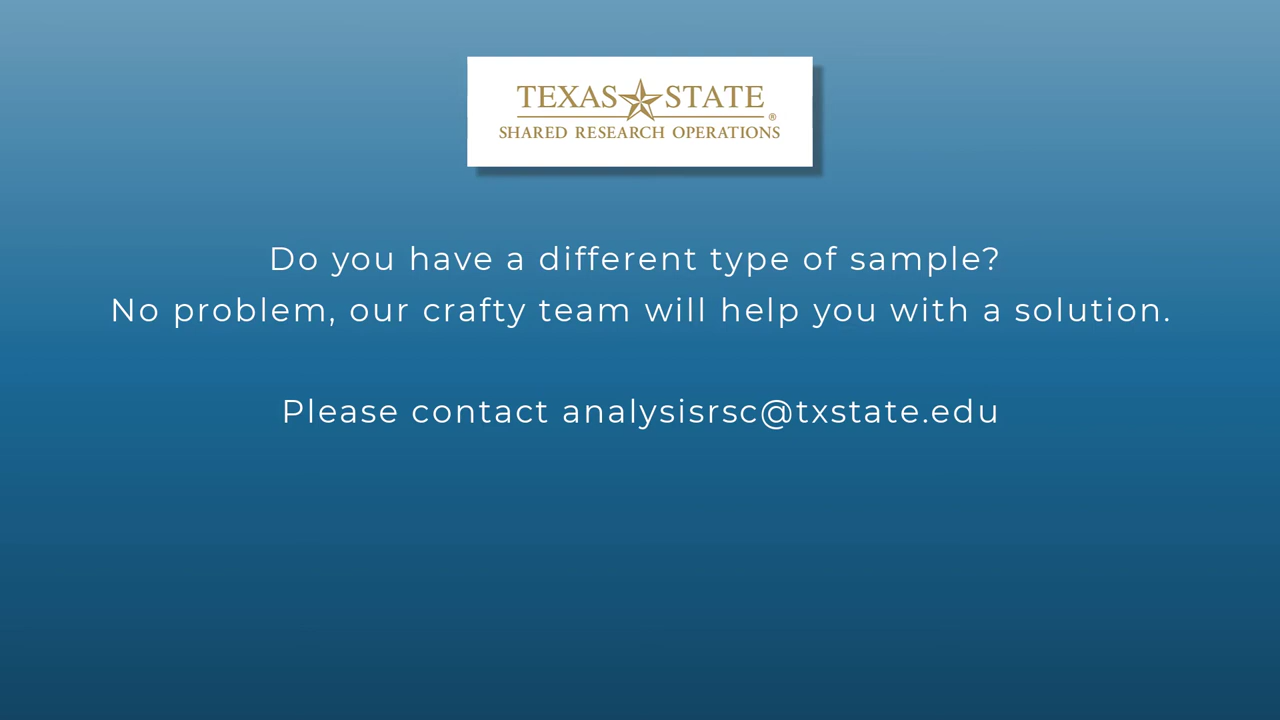 TEXAS STATE
®
SHARED RESEARCH OPERATIONS
Do you have a different type of sample?
No problem, our crafty team will help you with a solution.
Please contact analysisrsc@txstate.edu